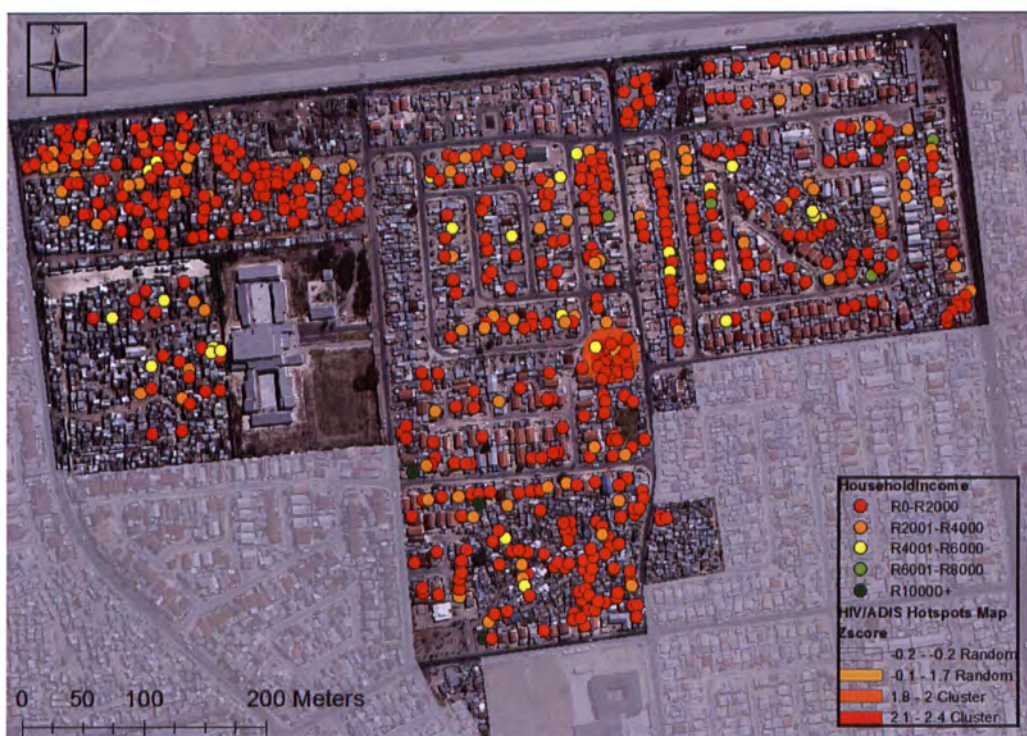 N
HouseholdIncome
R0-R2000
R2001-R4000
R4001-R6000
R6001-R8000
R10000+
HIV/ADIS Hotspots Map
Zscore
-0.2 - -0.2 Random
-0.1 - 1.7 Random
1.8 - 2 Cluster
2.1 - 2.4 Cluster
0 50 100 200 Meters